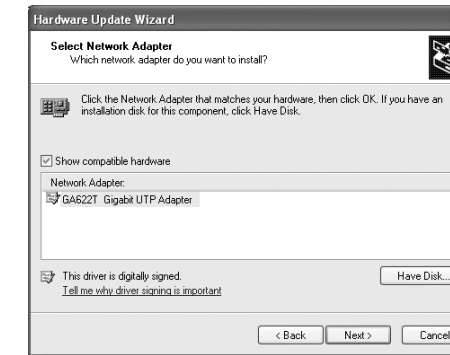 Hardware Update Wizard
Select Network Adapter
Which network adapter do you want to install?
Click the Network Adapter that matches your hardware, then click OK. If you have an
installation disk for this component, click Have Disk.
Show compatible hardware
Network Adapter:
GA622T Gigabit UTP Adapter
This driver is digitally signed.
Have Disk...
Tell me why driver signing is important
< Back
Next >
Cancel